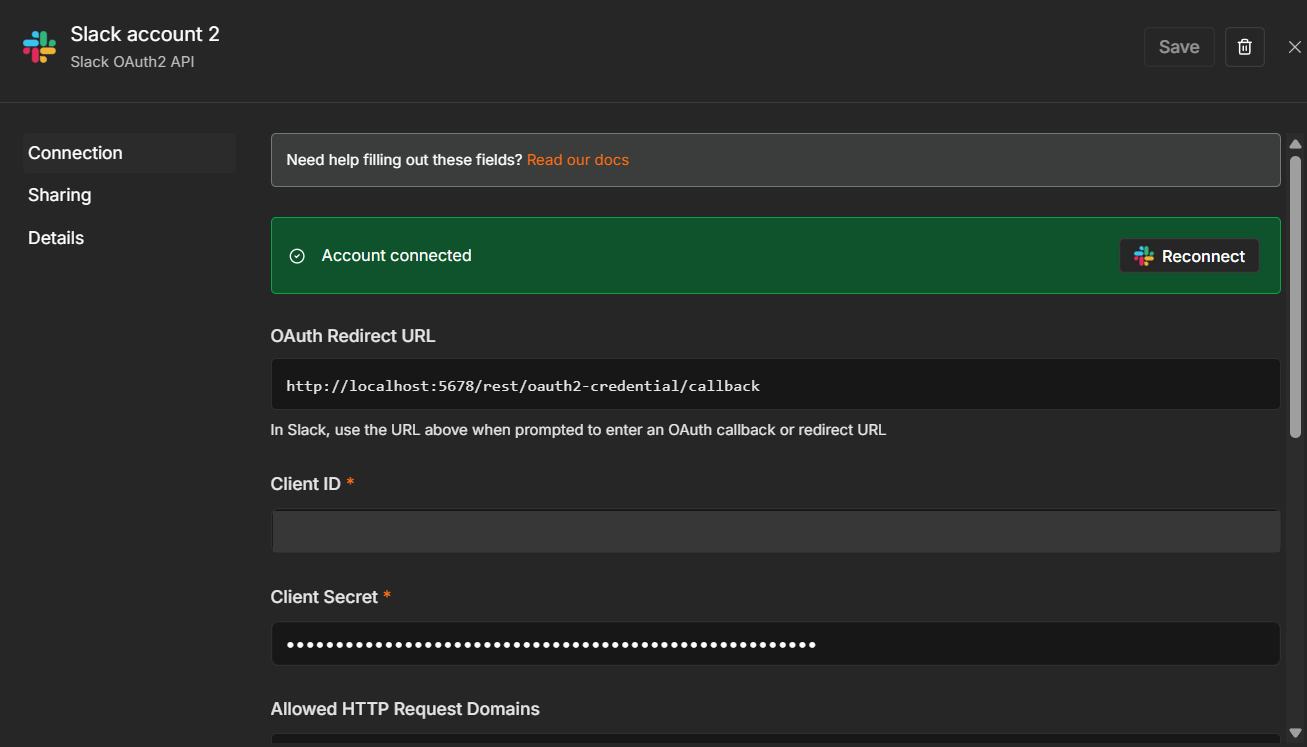 Slack account 2
Slack OAuth2 API
Save
Connection
Sharing
Details
Need help filling out these fields? Read our docs
Account connected
Reconnect
OAuth Redirect URL
http://localhost:5678/rest/oauth2-credential/callback
In Slack, use the URL above when prompted to enter an OAuth callback or redirect URL
Client ID *
Client Secret *
Allowed HTTP Request Domains